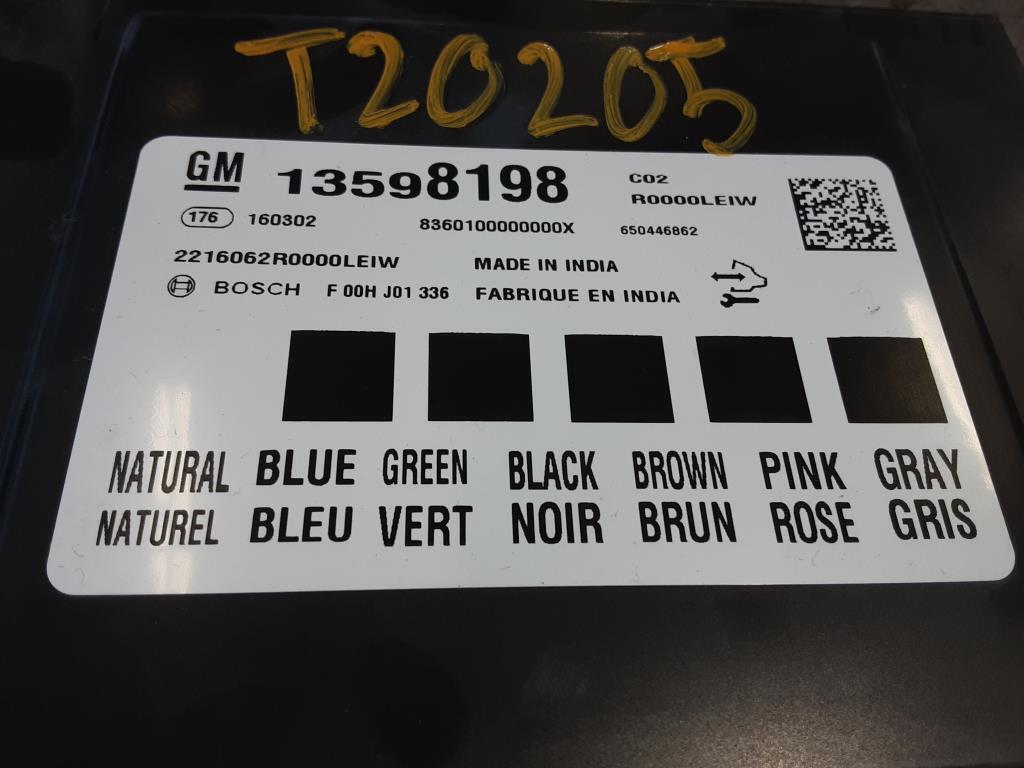 T20205
GM 13598198 C02
R0000LEIW
176 160302 8360100000000X 650446862
2216062R0000LEIW MADE IN INDIA
BOSCH F 00H J01 336 FABRIQUE EN INDIA
NATURAL BLUE GREEN BLACK BROWN PINK GRAY
NATUREL BLEU VERT NOIR BRUN ROSE GRIS